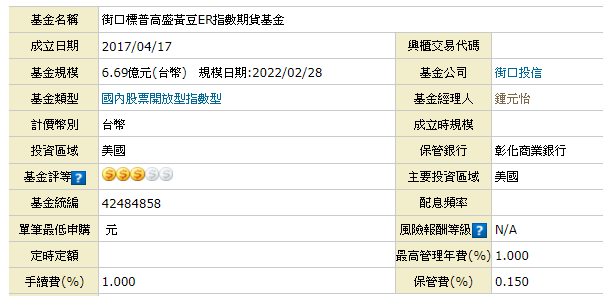 基金名稱 街口標普高盛黃豆ER指數期貨基金
成立日期 2017/04/17 興櫃交易代碼
基金規模 6.69億元(台幣) 規模日期:2022/02/28 基金公司 街口投信
基金類型 國內股票開放型指數型 基金經理人 鍾元怡
計價幣別 台幣 成立時規模
投資區域 美國 保管銀行 彰化商業銀行
基金評等? SSSSS 主要投資區域 美國
基金統編 42484858 配息頻率
單筆最低申購 元 風險報酬等級? N/A
定時定額 最高管理年費(%) 1.000
手續費(%) 1.000 保管費(%) 0.150